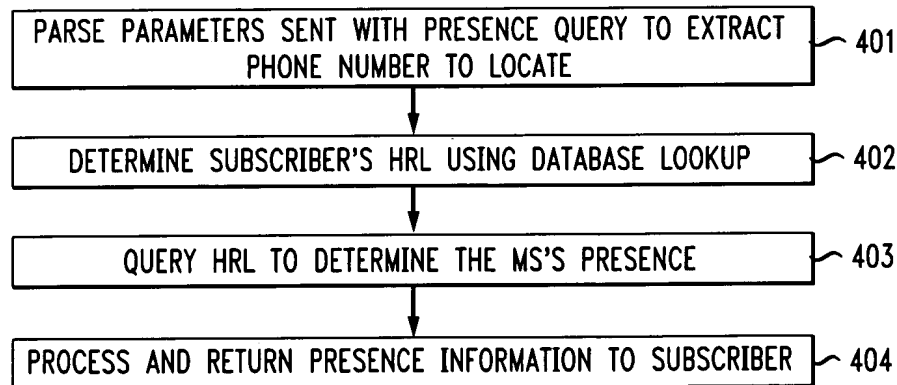 PARSE PARAMETERS SENT WITH PRESENCE QUERY TO EXTRACT
PHONE NUMBER TO LOCATE
401
DETERMINE SUBSCRIBER'S HRL USING DATABASE LOOKUP
402
QUERY HRL TO DETERMINE THE MS'S PRESENCE
403
PROCESS AND RETURN PRESENCE INFORMATION TO SUBSCRIBER
404